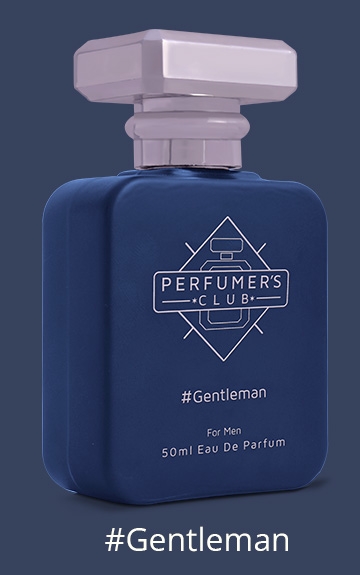 PERFUMER'S
*CLUB*
#Gentleman
For Men
50ml Eau De Parfum
#Gentleman